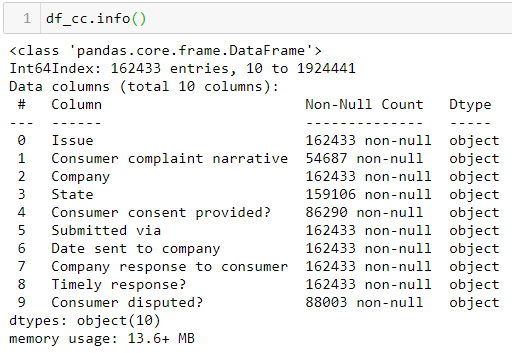 1 df_cc.info()
<class 'pandas.core.frame.DataFrame'>
Int64Index: 162433 entries, 10 to 1924441
Data columns (total 10 columns):
 #   Column                        Non-Null Count   Dtype
---  ------                        --------------   -----
 0   Issue                         162433 non-null  object
 1   Consumer complaint narrative  54687 non-null   object
 2   Company                       162433 non-null  object
 3   State                         159106 non-null  object
 4   Consumer consent provided?    86290 non-null   object
 5   Submitted via                 162433 non-null  object
 6   Date sent to company          162433 non-null  object
 7   Company response to consumer  162433 non-null  object
 8   Timely response?              162433 non-null  object
 9   Consumer disputed?            88003 non-null   object
dtypes: object(10)
memory usage: 13.6+ MB